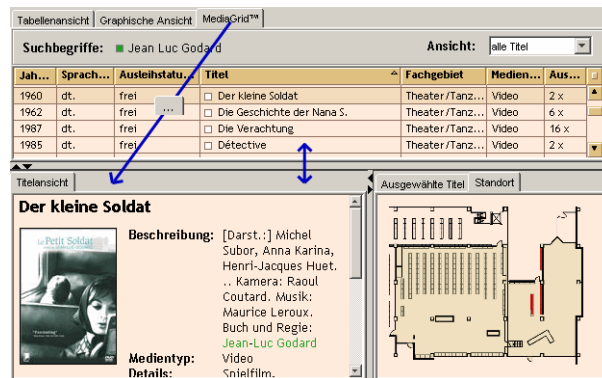 Tabellenansicht Graphische Ansicht MediaGrid™
Suchbegriffe: Jean Luc Godard Ansicht: alle Titel
Jah... Sprach... Ausleihstatu... Titel Fachgebiet Medien... Aus...
1960 dt. frei Der kleine Soldat Theater/Tanz... Video 2 x
1962 dt. frei ... Die Geschichte der Nana S. Theater/Tanz... Video 6 x
1987 dt. frei Die Verachtung Theater/Tanz... Video 16 x
1985 dt. frei Détective Theater/Tanz... Video 2 x
Titelansicht
Ausgewählte Titel Standort
Der kleine Soldat
Le Petit Soldat
Beschreibung: [Darst.:] Michel
Subor, Anna Karina,
Henri-Jacques Huet.
.. Kamera: Raoul
Coutard. Musik:
Maurice Leroux.
Buch und Regie:
Jean-Luc Godard
Medientyp: Video
Details: Spielfilm.